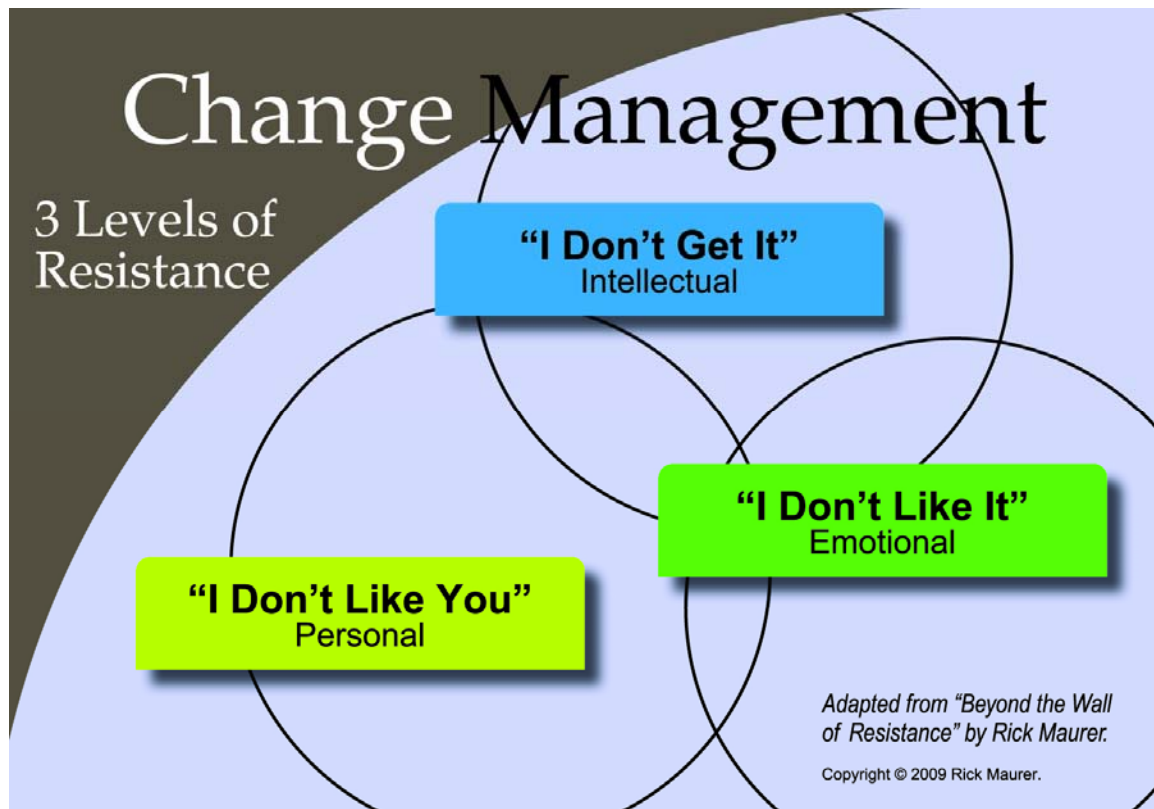 Change Management
3 Levels of
Resistance
“I Don’t Get It”
Intellectual
“I Don’t Like It”
Emotional
“I Don’t Like You”
Personal
Adapted from “Beyond the Wall
of Resistance” by Rick Maurer.
Copyright © 2009 Rick Maurer.